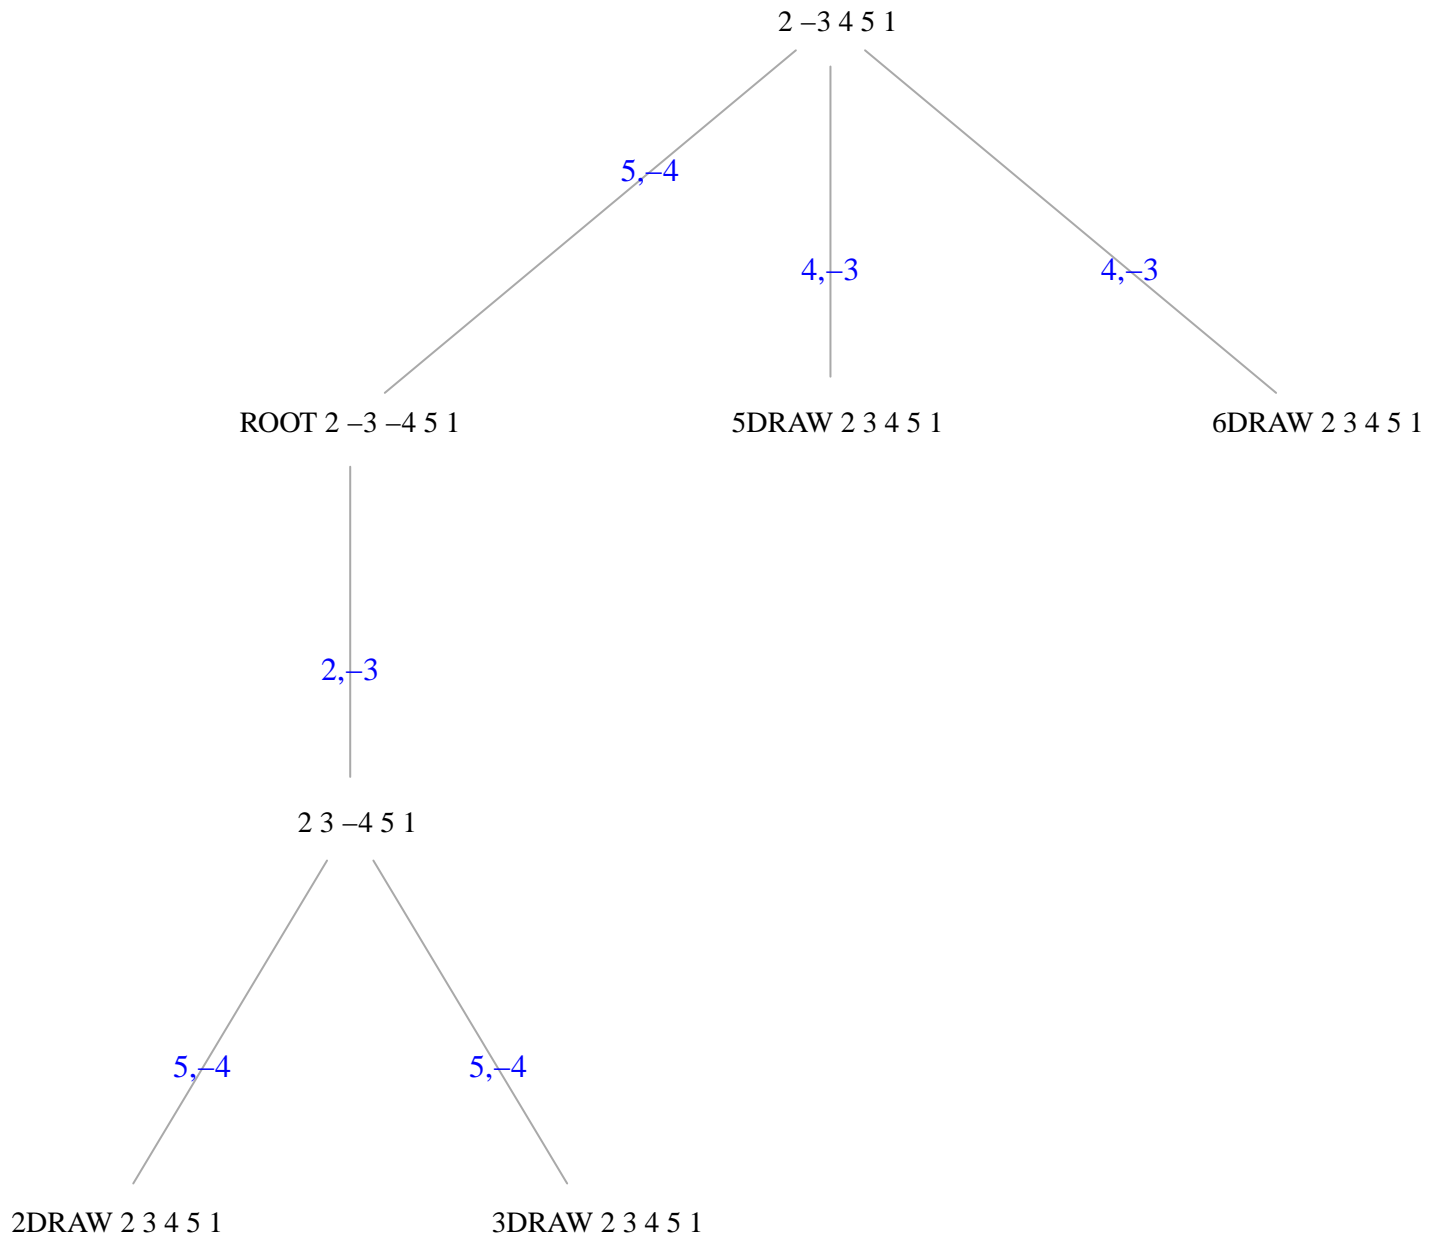 2 –3 4 5 1
5,–4
4,–3
4,–3
ROOT 2 –3 –4 5 1
5DRAW 2 3 4 5 1
6DRAW 2 3 4 5 1
2,–3
2 3 –4 5 1
5,–4
5,–4
2DRAW 2 3 4 5 1
3DRAW 2 3 4 5 1